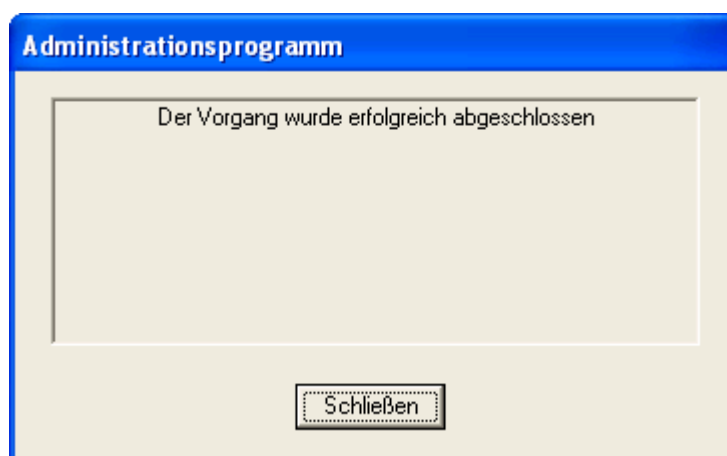 Administrationsprogramm
Der Vorgang wurde erfolgreich abgeschlossen
Schließen